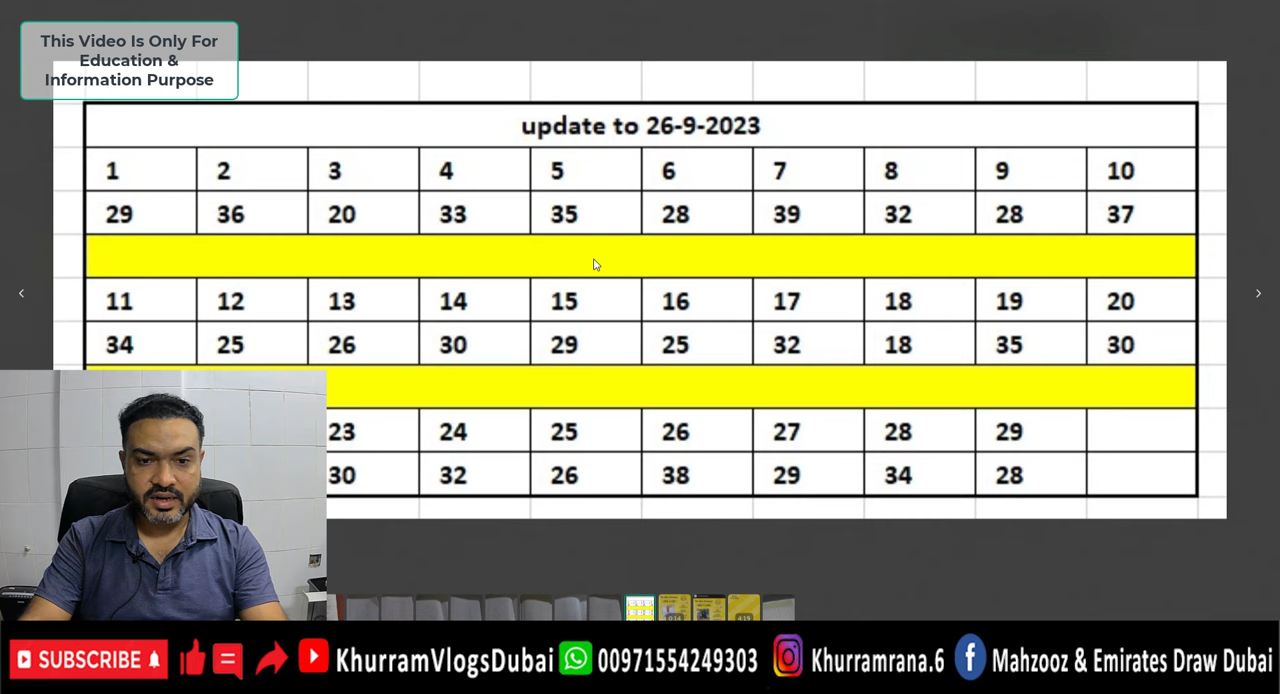 This Video Is Only For
Education &
Information Purpose
update to 26-9-2023
1 2 3 4 5 6 7 8 9 10
29 36 20 33 35 28 39 32 28 37
11 12 13 14 15 16 17 18 19 20
34 25 26 30 29 25 32 18 35 30
23 24 25 26 27 28 29
30 32 26 38 29 34 28
SUBSCRIBE KhurramVlogsDubai 00971554249303 Khurramrana.6 Mahzooz & Emirates Draw Dubai